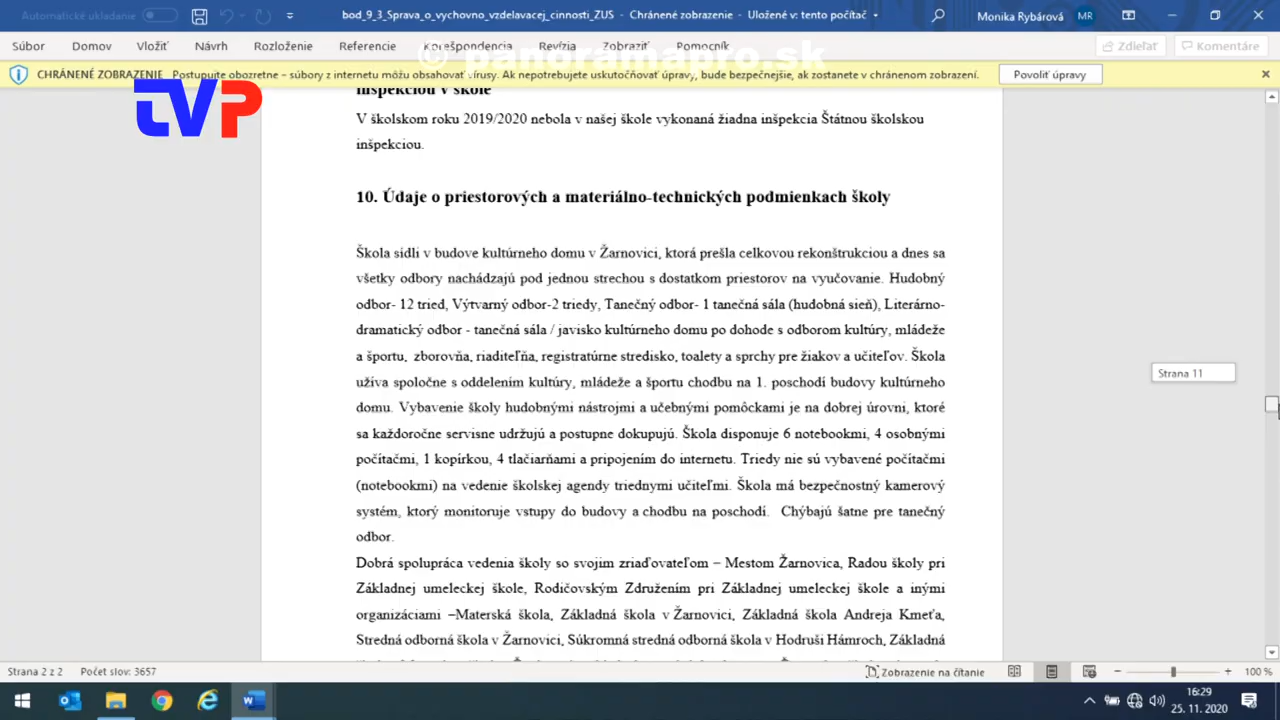 Automatické ukladanie
bod_9_3_Sprava_o_vychovno_vzdelavacej_cinnosti_ZUS - Chránené zobrazenie - Uložené v: tento počítač
Monika Rybárová
MR
Súbor Domov Vložiť Návrh Rozloženie Referencie Korešpondencia Revízia Zobraziť Pomocník
Zdieľať
Komentáre
© panoramapro.sk
CHRÁNENÉ ZOBRAZENIE Postupujte obozretne – súbory z internetu môžu obsahovať vírusy. Ak nepotrebujete uskutočňovať úpravy, bude bezpečnejšie, ak zostanete v chránenom zobrazení.
Povoliť úpravy
TVP
inšpekciou v škole
V školskom roku 2019/2020 nebola v našej škole vykonaná žiadna inšpekcia Štátnou školskou
inšpekciou.
10. Údaje o priestorových a materiálno-technických podmienkach školy
Škola sídli v budove kultúrneho domu v Žarnovici, ktorá prešla celkovou rekonštrukciou a dnes sa
všetky odbory nachádzajú pod jednou strechou s dostatkom priestorov na vyučovanie. Hudobný
odbor- 12 tried, Výtvarný odbor-2 triedy, Tanečný odbor- 1 tanečná sála (hudobná sieň), Literárno-
dramatický odbor - tanečná sála / javisko kultúrneho domu po dohode s odborom kultúry, mládeže
a športu, zborovňa, riaditeľňa, registratúrne stredisko, toalety a sprchy pre žiakov a učiteľov. Škola
užíva spoločne s oddelením kultúry, mládeže a športu chodbu na 1. poschodí budovy kultúrneho
domu. Vybavenie školy hudobnými nástrojmi a učebnými pomôckami je na dobrej úrovni, ktoré
sa každoročne servisne udržujú a postupne dokupujú. Škola disponuje 6 notebookmi, 4 osobnými
počítačmi, 1 kopírkou, 4 tlačiarňami a pripojením do internetu. Triedy nie sú vybavené počítačmi
(notebookmi) na vedenie školskej agendy triednymi učiteľmi. Škola má bezpečnostný kamerový
systém, ktorý monitoruje vstupy do budovy a chodbu na poschodí. Chýbajú šatne pre tanečný
odbor.
Dobrá spolupráca vedenia školy so svojim zriaďovateľom – Mestom Žarnovica, Radou školy pri
Základnej umeleckej škole, Rodičovským Združením pri Základnej umeleckej škole a inými
organizáciami –Materská škola, Základná škola v Žarnovici, Základná škola Andreja Kmeťa,
Stredná odborná škola v Žarnovici, Súkromná stredná odborná škola v Hodruši Hámroch, Základná
Strana 11
Strana 2 z 2 Počet slov: 3657
Zobrazenie na čítanie
100 %
16:29
25. 11. 2020